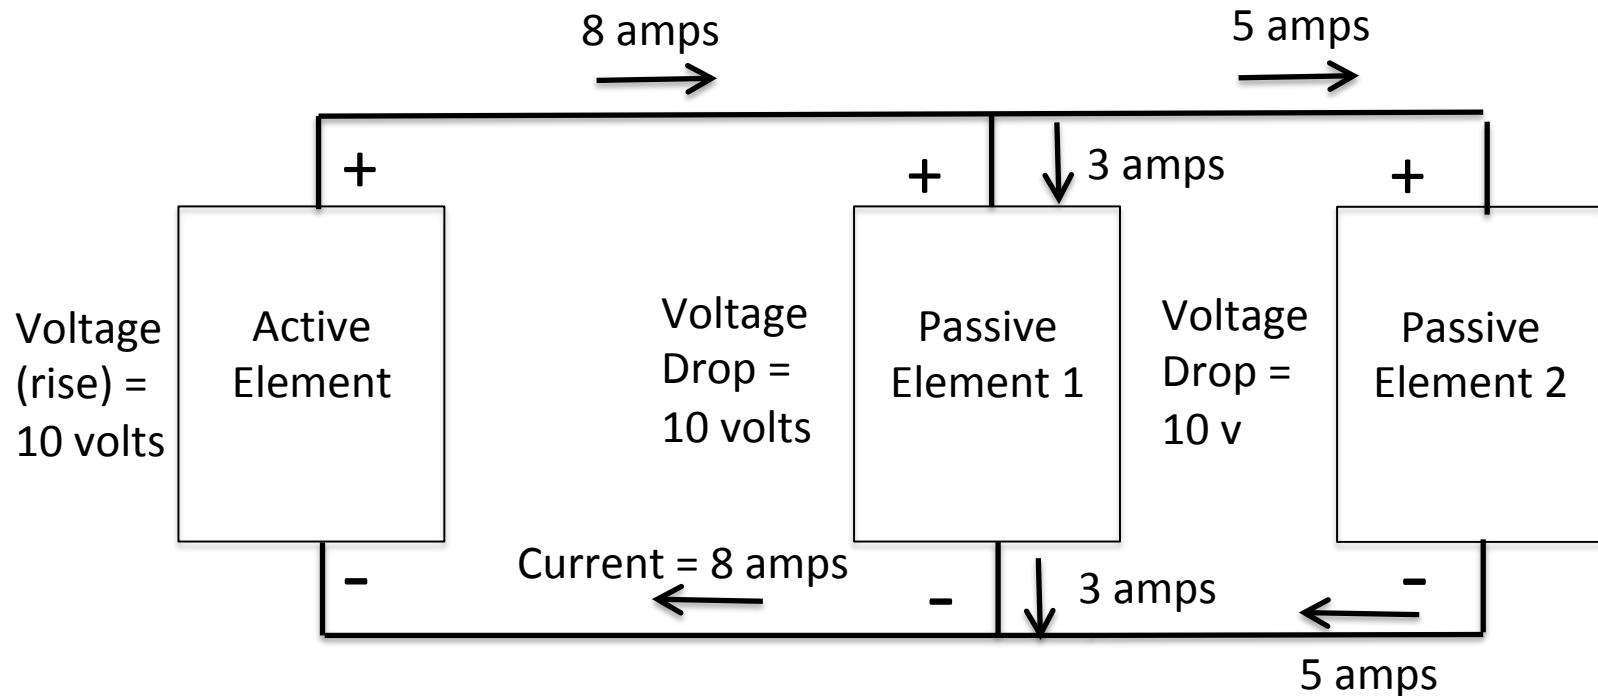 8 amps
5 amps
+
+
3 amps
+
Voltage
(rise) =
10 volts
Active
Element
Voltage
Drop =
10 volts
Passive
Element 1
Voltage
Drop =
10 v
Passive
Element 2
-
Current = 8 amps
-
3 amps
-
5 amps